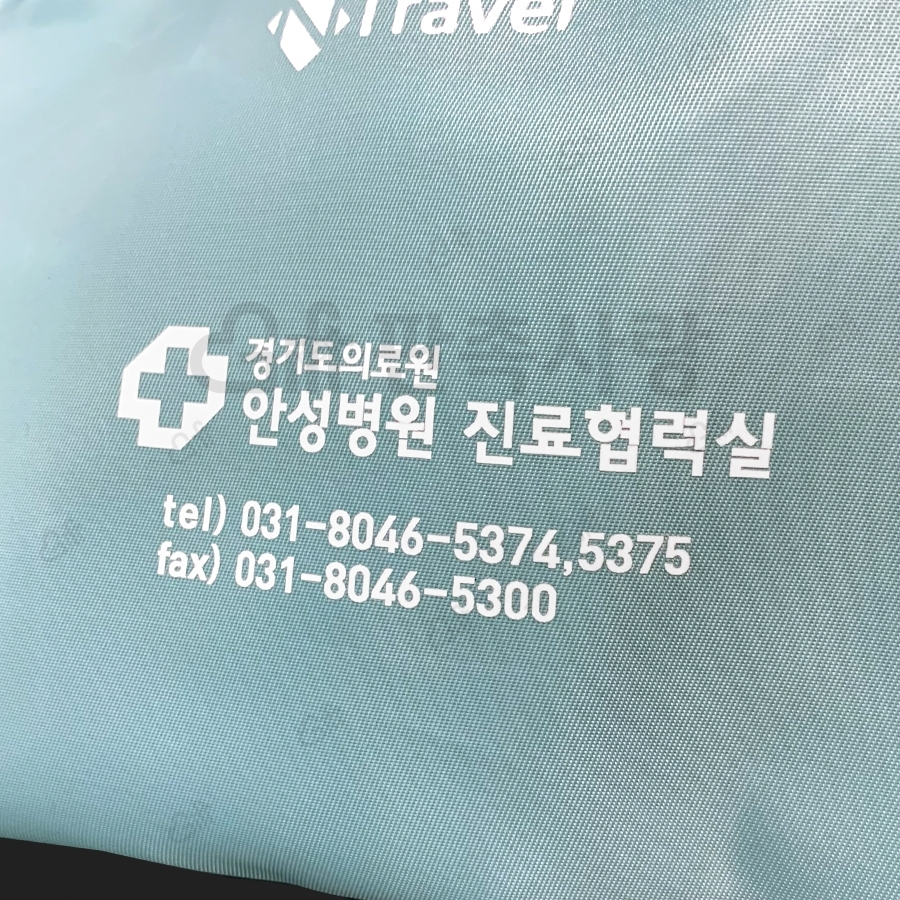 Travel
경기도의료원
안성병원 진료협력실
tel) 031-8046-5374,5375
fax) 031-8046-5300